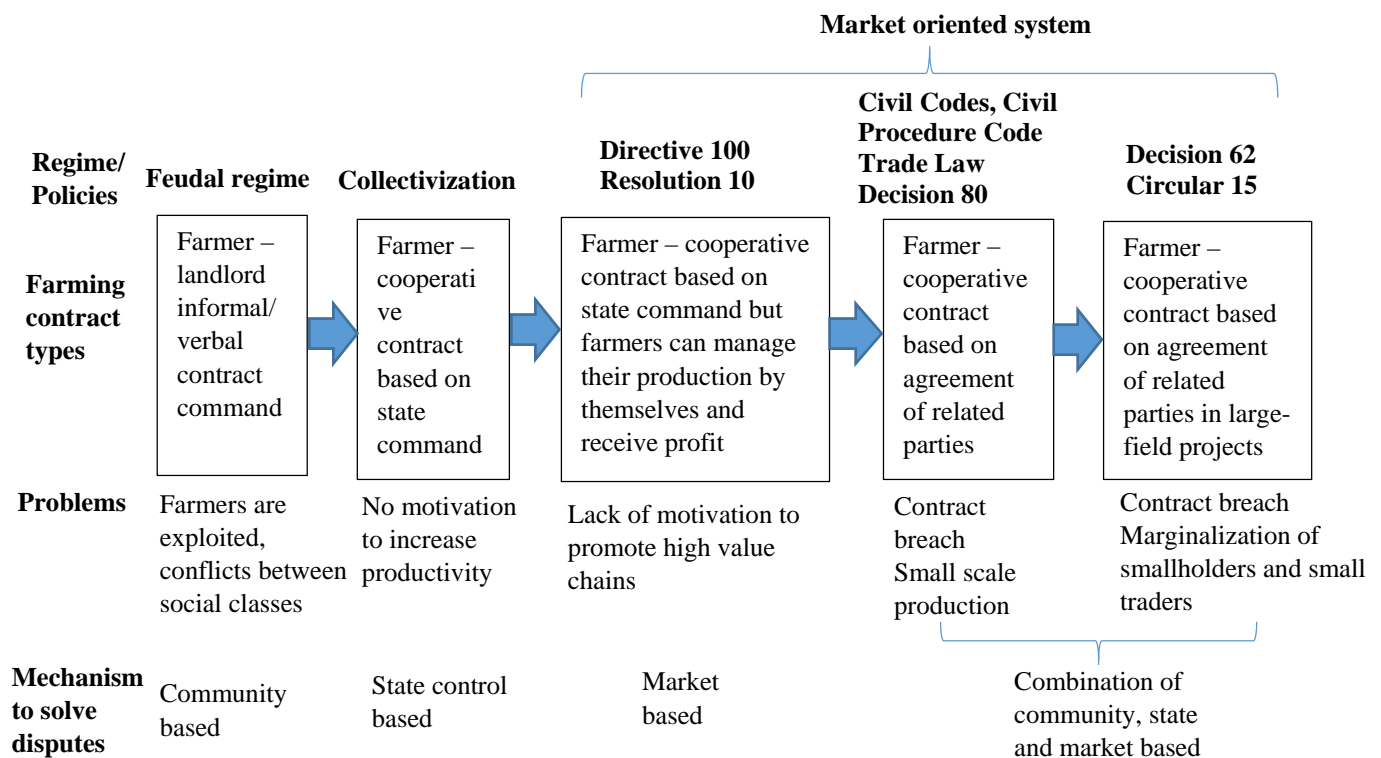 Market oriented system
Regime/
Policies
Feudal regime
Collectivization
Directive 100
Resolution 10
Civil Codes, Civil
Procedure Code
Trade Law
Decision 80
Decision 62
Circular 15
Farming
contract
types
Farmer –
landlord
informal/
verbal
contract
command
Farmer –
cooperati
ve
contract
based on
state
command
Farmer – cooperative
contract based on
state command but
farmers can manage
their production by
themselves and
receive profit
Farmer –
cooperative
contract
based on
agreement
of related
parties
Farmer –
cooperative
contract based
on agreement
of related
parties in large-
field projects
Problems
Farmers are
exploited,
conflicts between
social classes
No motivation
to increase
productivity
Lack of motivation to
promote high value
chains
Contract
breach
Small scale
production
Contract breach
Marginalization of
smallholders and small
traders
Mechanism
to solve
disputes
Community
based
State control
based
Market
based
Combination of
community, state
and market based